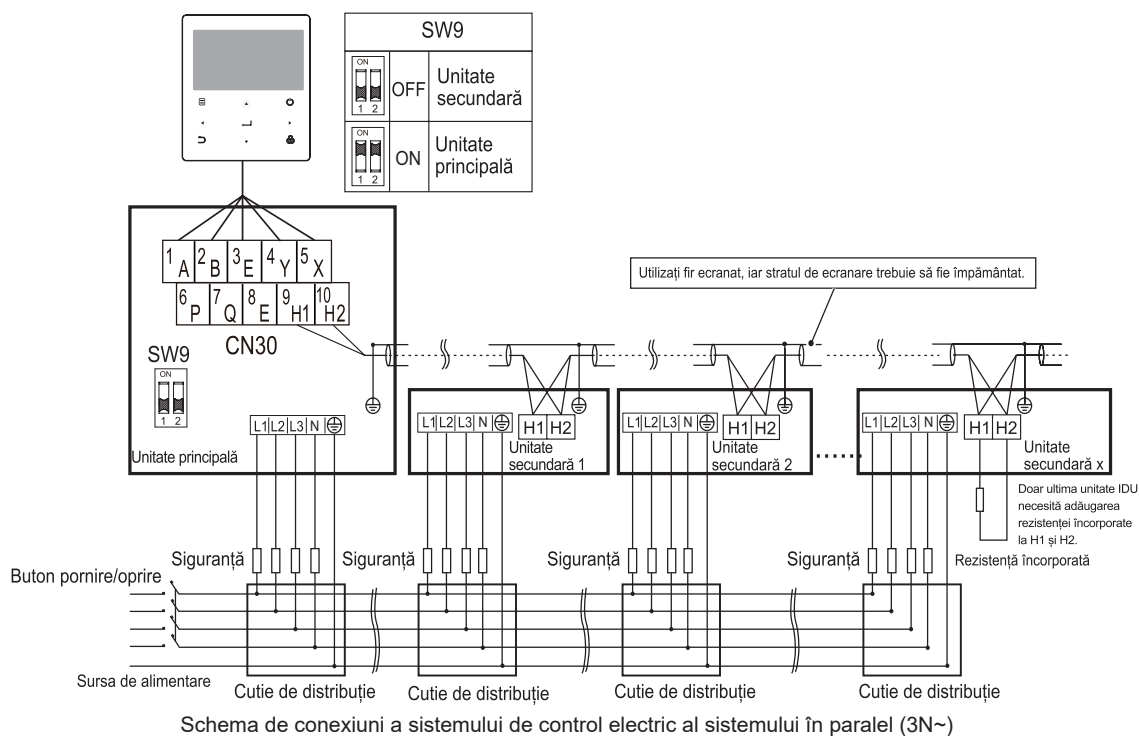 SW9
ON
1 2
OFF
Unitate
secundară
ON
1 2
ON
Unitate
principală
1 A 2 B 3 E 4 Y 5 X
6 P 7 Q 8 E 9 H1 10 H2
CN30
SW9
ON
1 2
Unitate principală
L1 L2 L3 N
Utilizați fir ecranat, iar stratul de ecranare trebuie să fie împământat.
L1 L2 L3 N
H1 H2
Unitate
secundară 1
L1 L2 L3 N
H1 H2
Unitate
secundară 2
L1 L2 L3 N
H1 H2
Unitate
secundară x
Doar ultima unitate IDU
necesită adăugarea
rezistenței încorporate
la H1 și H2.
Rezistență încorporată
Siguranță
Siguranță
Siguranță
Siguranță
Buton pornire/oprire
Sursa de alimentare
Cutie de distribuție
Cutie de distribuție
Cutie de distribuție
Cutie de distribuție
Schema de conexiuni a sistemului de control electric al sistemului în paralel (3N~)